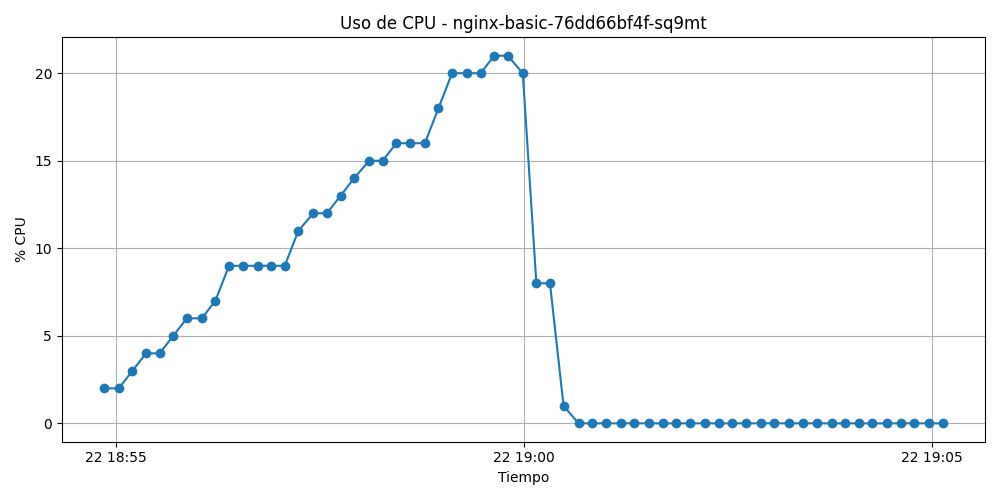 Uso de CPU - nginx-basic-76dd66bf4f-sq9mt
% CPU
20
15
10
5
0
22 18:55
22 19:00
22 19:05
Tiempo